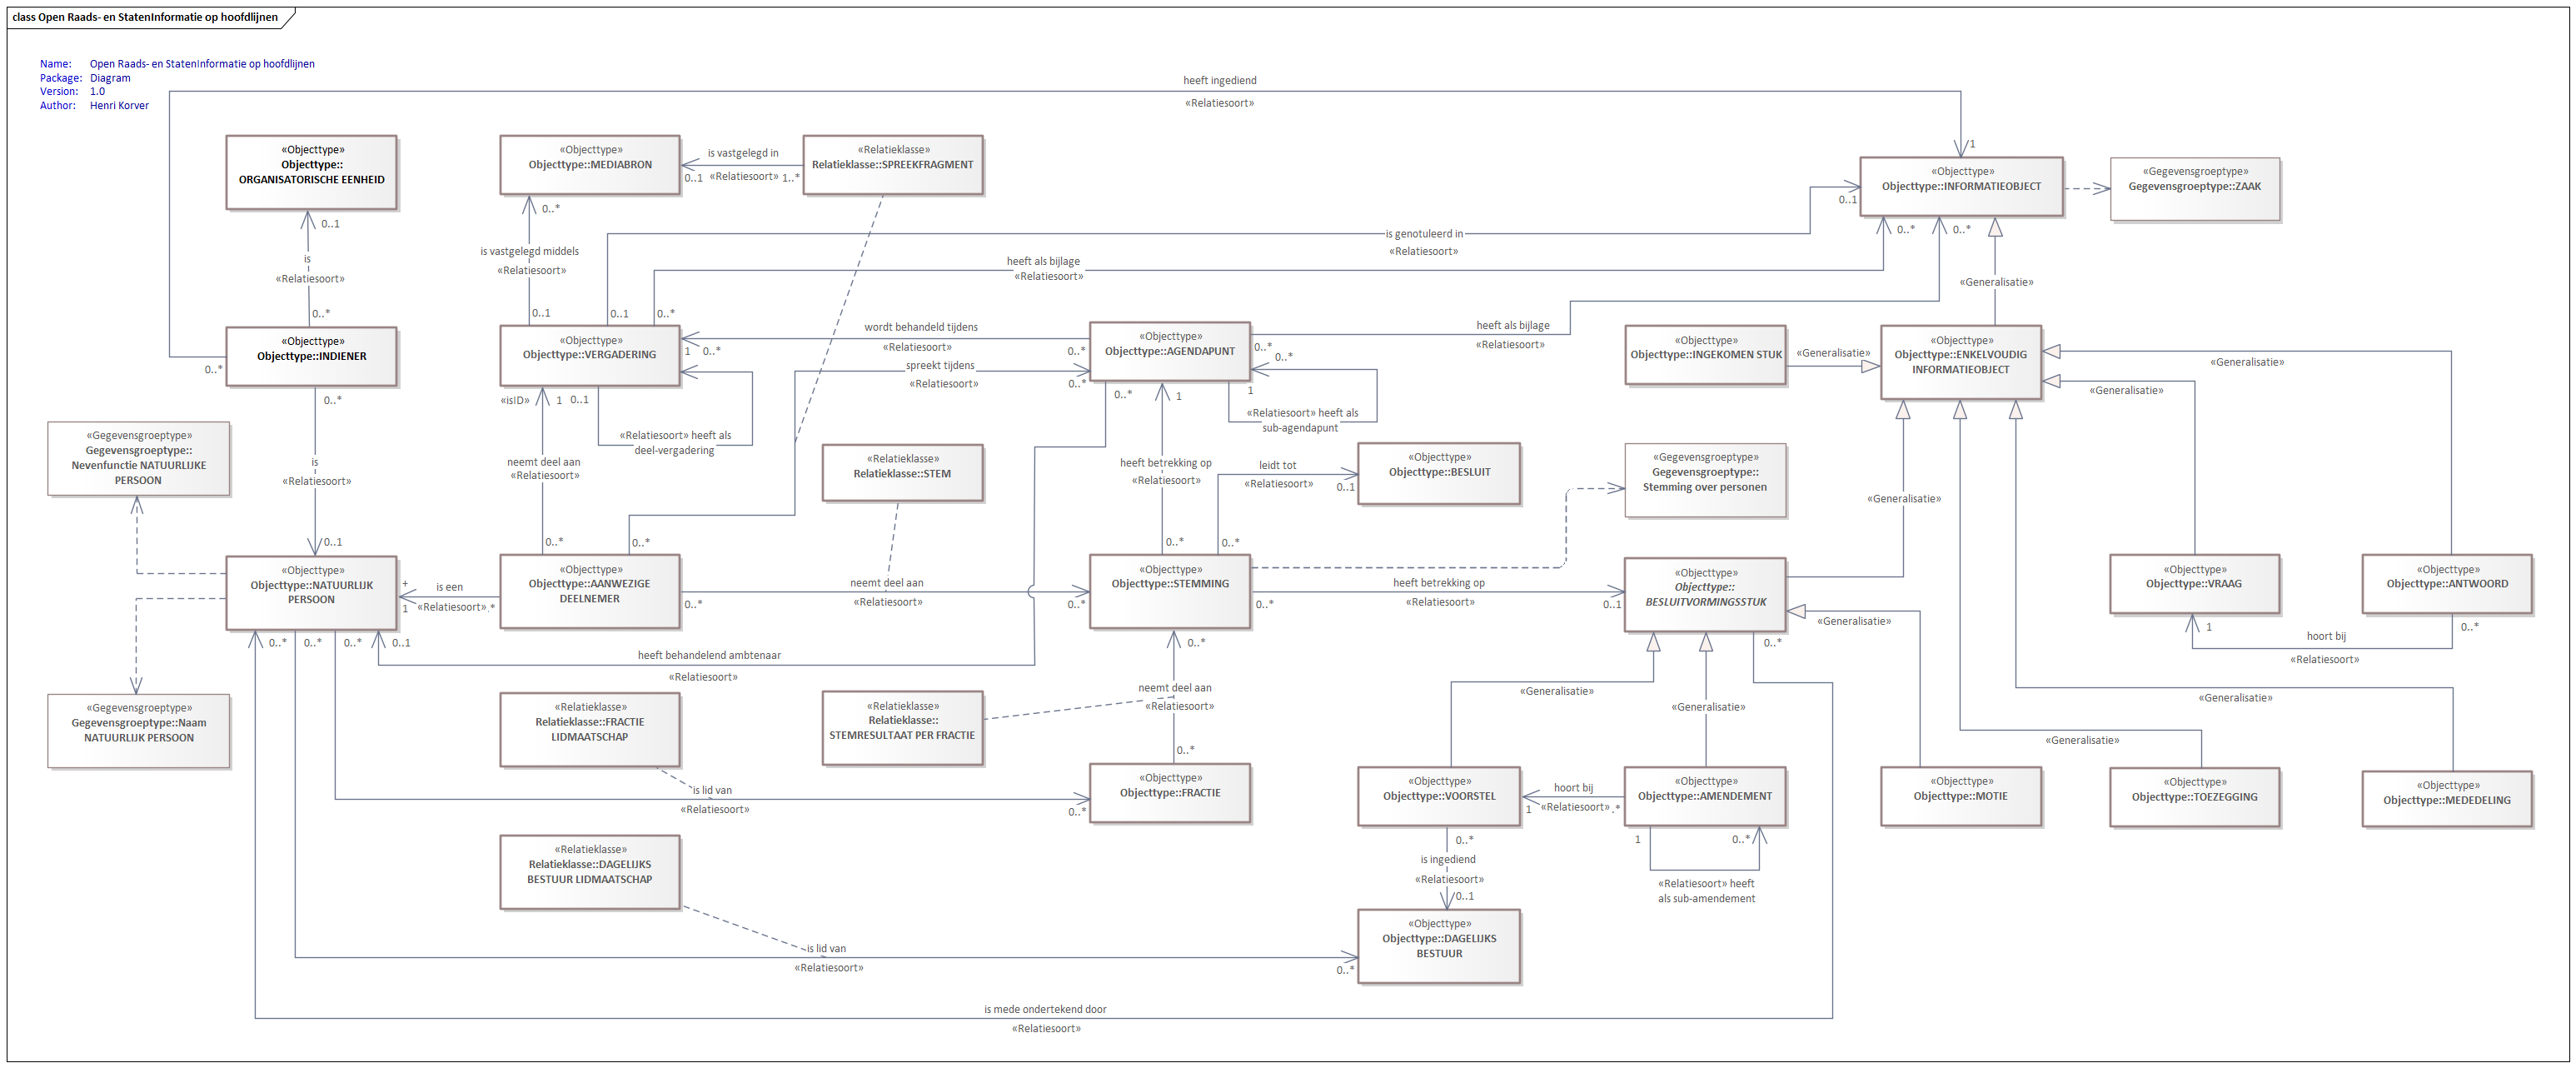 class Open Raads- en StatenInformatie op hoofdlijnen
Name: Open Raads- en StatenInformatie op hoofdlijnen
Package: Diagram
Version: 1.0
Author: Henri Korver
heeft ingediend
«Relatiesoort»
1
0..*
«Objecttype»
Objecttype::
ORGANISATORISCHE EENHEID
0..1
is
«Relatiesoort»
0..*
«Objecttype»
Objecttype::MEDIABRON
is vastgelegd in
0..1 «Relatiesoort» 1..*
«Relatieklasse»
Relatieklasse::SPREEKFRAGMENT
0..*
is vastgelegd middels
«Relatiesoort»
0..1
«Objecttype»
Objecttype::INFORMATIEOBJECT
«Gegevensgroeptype»
Gegevensgroeptype::ZAAK
0..1
is genotuleerd in
«Relatiesoort»
0..1
heeft als bijlage
«Relatiesoort»
0..*
0..*
0..*
«Generalisatie»
«Objecttype»
Objecttype::INDIENER
0..*
is
«Relatiesoort»
0..1
«Objecttype»
Objecttype::VERGADERING
wordt behandeld tijdens
1 0..*
«Relatiesoort»
0..*
spreekt tijdens
«Relatiesoort»
0..*
«Objecttype»
Objecttype::AGENDAPUNT
heeft als bijlage
«Relatiesoort»
0..*
0..*
1
«Relatiesoort» heeft als
sub-agendapunt
«Objecttype»
Objecttype::INGEKOMEN STUK
«Generalisatie»
«Objecttype»
Objecttype::ENKELVOUDIG
INFORMATIEOBJECT
«Generalisatie»
«Generalisatie»
«isID» 1 0..1
«Relatiesoort» heeft als
deel-vergadering
0..*
1
«Gegevensgroeptype»
Gegevensgroeptype::
Nevenfunctie NATUURLIJKE
PERSOON
neemt deel aan
«Relatiesoort»
0..*
0..*
«Relatieklasse»
Relatieklasse::STEM
heeft betrekking op
«Relatiesoort»
0..*
leidt tot
«Relatiesoort»
0..1
0..*
«Objecttype»
Objecttype::BESLUIT
«Gegevensgroeptype»
Gegevensgroeptype::
Stemming over personen
«Generalisatie»
«Objecttype»
Objecttype::NATUURLIJK
PERSOON
+
is een
1 «Relatiesoort» .*
«Objecttype»
Objecttype::AANWEZIGE
DEELNEMER
neemt deel aan
0..* «Relatiesoort» 0..*
«Objecttype»
Objecttype::STEMMING
heeft betrekking op
0..* «Relatiesoort» 0..1
«Objecttype»
Objecttype::
BESLUITVORMINGSSTUK
«Generalisatie»
«Objecttype»
Objecttype::VRAAG
«Objecttype»
Objecttype::ANTWOORD
1
hoort bij
0..*
«Relatiesoort»
0..* 0..* 0..* 0..1
heeft behandelend ambtenaar
«Relatiesoort»
0..*
0..*
«Gegevensgroeptype»
Gegevensgroeptype::Naam
NATUURLIJK PERSOON
«Relatieklasse»
Relatieklasse::FRACTIE
LIDMAATSCHAP
«Relatieklasse»
Relatieklasse::
STEMRESULTAAT PER FRACTIE
neemt deel aan
«Relatiesoort»
0..*
«Generalisatie»
«Generalisatie»
«Generalisatie»
«Generalisatie»
is lid van
«Relatiesoort»
0..*
«Objecttype»
Objecttype::FRACTIE
«Objecttype»
Objecttype::VOORSTEL
hoort bij
1 «Relatiesoort» .*
«Objecttype»
Objecttype::AMENDEMENT
«Objecttype»
Objecttype::MOTIE
«Objecttype»
Objecttype::TOEZEGGING
«Objecttype»
Objecttype::MEDEDELING
«Relatieklasse»
Relatieklasse::DAGELIJKS
BESTUUR LIDMAATSCHAP
0..*
is ingediend
«Relatiesoort»
0..1
1
0..*
«Relatiesoort» heeft
als sub-amendement
is lid van
«Relatiesoort»
0..*
«Objecttype»
Objecttype::DAGELIJKS
BESTUUR
is mede ondertekend door
«Relatiesoort»